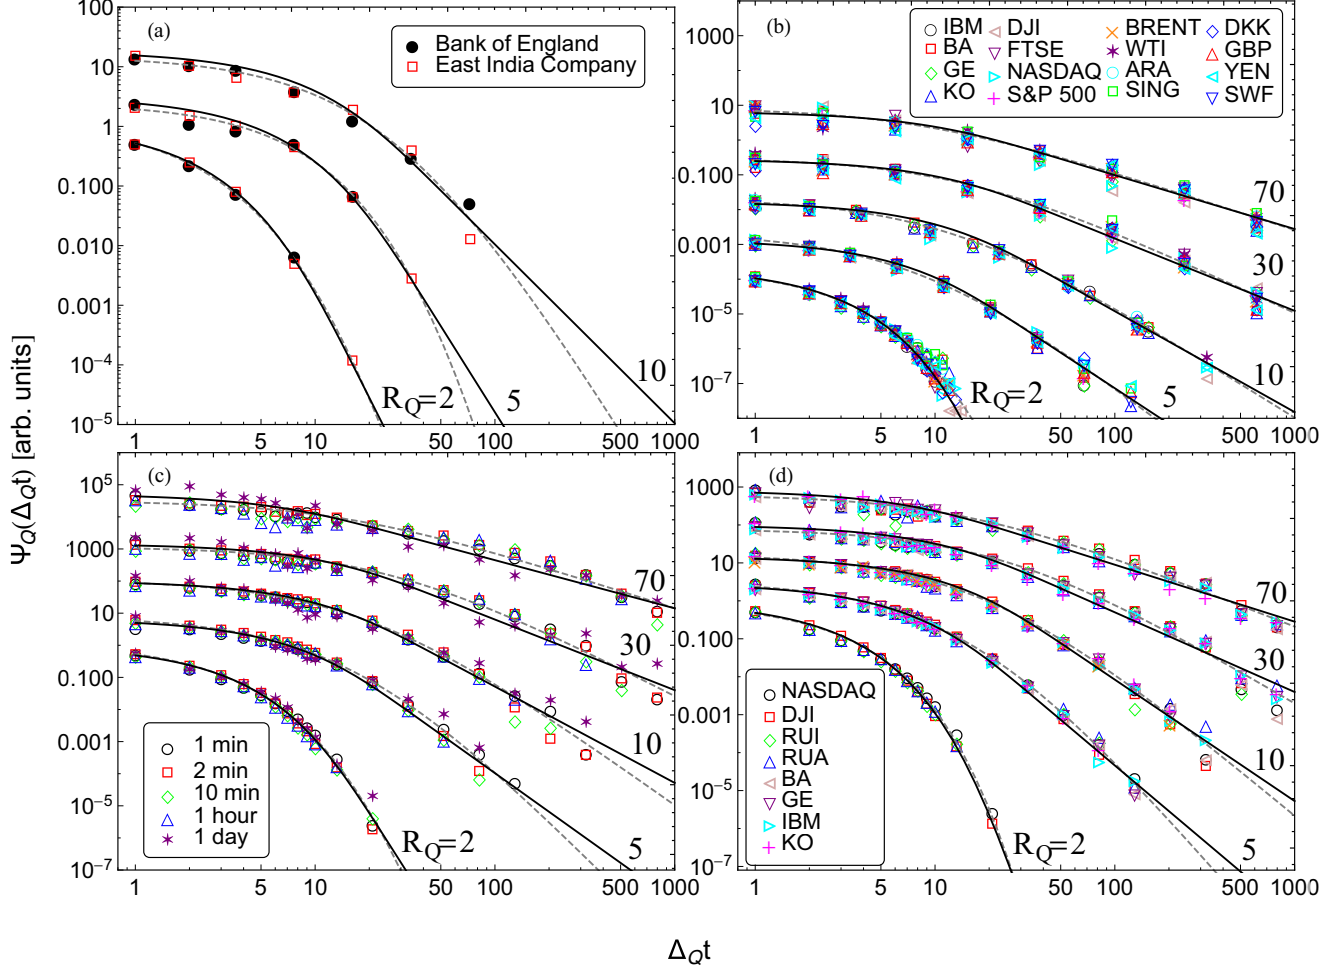 (a)
Bank of England
East India Company
100
10
1
0.100
0.010
0.001
10⁻⁴
10⁻⁵
R_Q=2
5
10
1
5
10
50
100
500
1000
(b)
IBM
DJI
BRENT
DKK
BA
FTSE
WTI
GBP
GE
NASDAQ
ARA
YEN
KO
S&P 500
SING
SWF
1000
10
0.100
0.001
10⁻⁵
10⁻⁷
70
30
10
5
R_Q=2
1
5
10
50
100
500
1000
Ψ_Q(Δ_Qt) [arb. units]
(c)
10⁵
1000
10
0.100
0.001
10⁻⁵
10⁻⁷
70
30
10
5
R_Q=2
1 min
2 min
10 min
1 hour
1 day
1
5
10
50
100
500
1000
(d)
1000
10
0.100
0.001
10⁻⁵
10⁻⁷
70
30
10
5
R_Q=2
NASDAQ
DJI
RUI
RUA
BA
GE
IBM
KO
1
5
10
50
100
500
1000
Δ_Qt